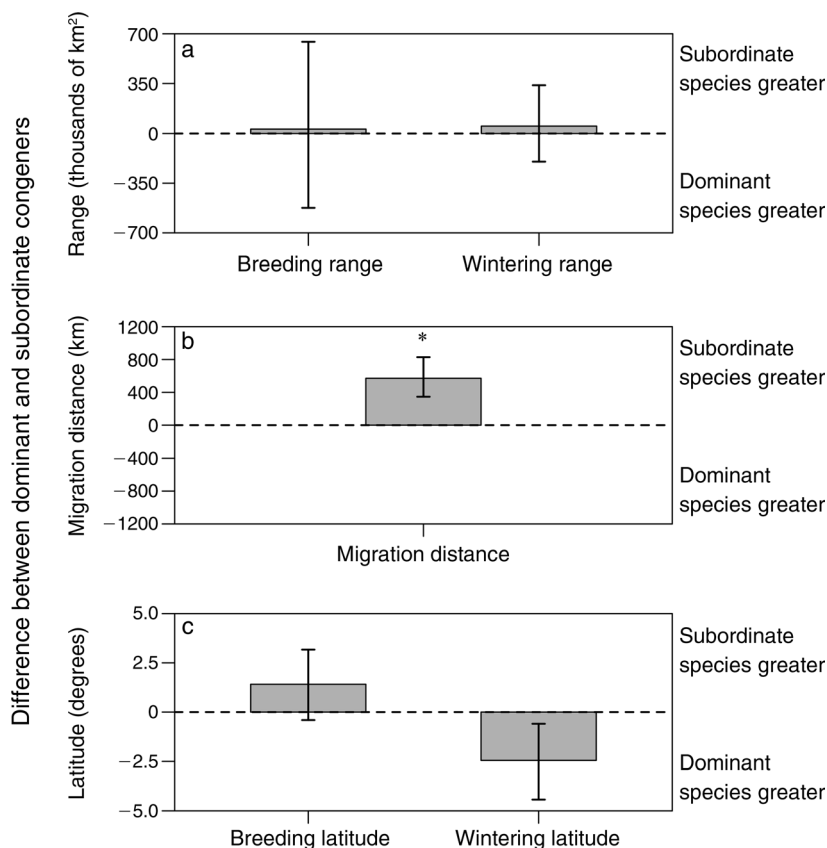 Difference between dominant and subordinate congeners
Range (thousands of km²)
700
350
0
−350
−700
a
Subordinate
species greater
Dominant
species greater
Breeding range
Wintering range
Migration distance (km)
1200
800
400
0
−400
−800
−1200
b
*
Subordinate
species greater
Dominant
species greater
Migration distance
Latitude (degrees)
5.0
2.5
0
−2.5
−5.0
c
Subordinate
species greater
Dominant
species greater
Breeding latitude
Wintering latitude